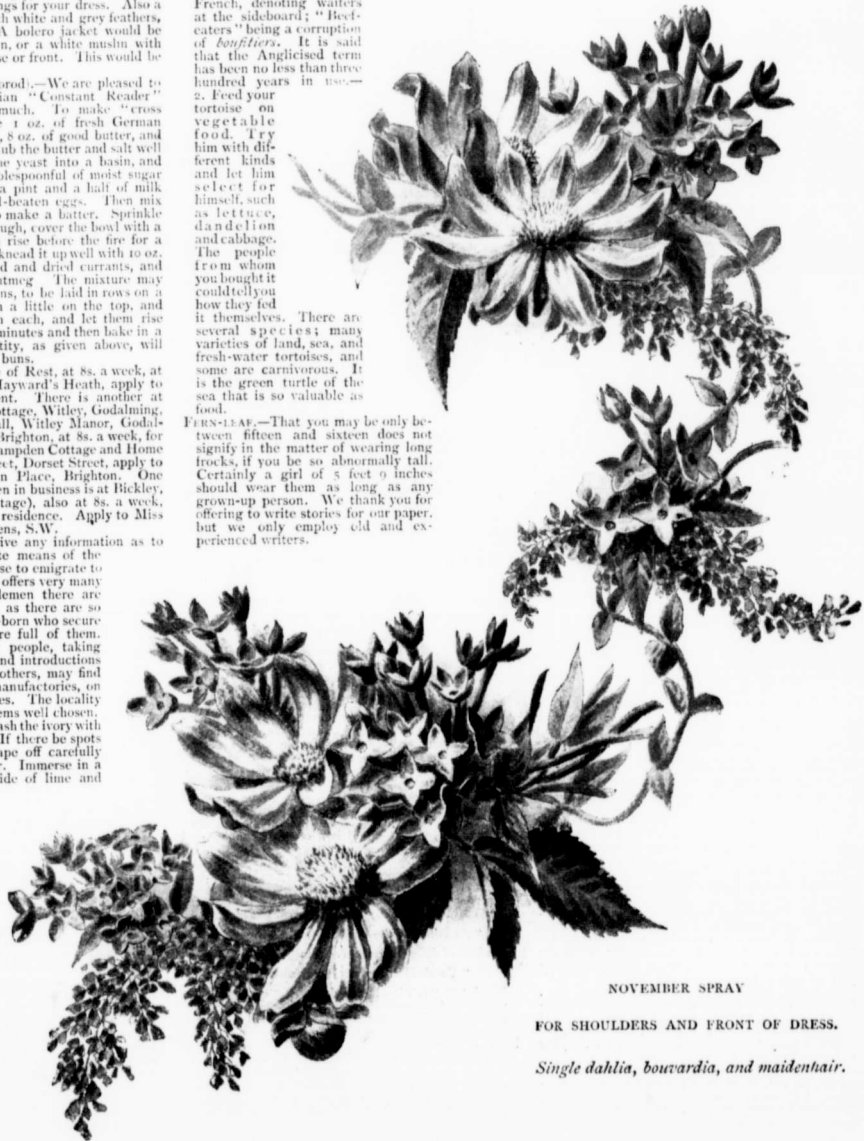 ngs for your dress. Also a
h white and grey feathers,
A bolero jacket would be
n, or a white muslin with
e or front. This would be
orod).—We are pleased to
ian "Constant Reader"
much. To make "cross
1 oz. of fresh German
, 8 oz. of good butter, and
ub the butter and salt well
ne yeast into a basin, and
blespoonful of moist sugar
a pint and a half of milk
l-beaten eggs. Then mix
o make a batter. Sprinkle
ugh, cover the bowl with a
rise before the fire for a
knead it up well with 10 oz.
d and dried currants, and
utmeg The mixture may
ns, to be laid in rows on a
a little on the top, and
each, and let them rise
minutes and then bake in a
tity, as given above, will
buns.
of Rest, at 8s. a week, at
Hayward's Heath, apply to
nt. There is another at
ottage, Witley, Godalming,
ll, Witley Manor, Godal-
Brighton, at 8s. a week, for
ampden Cottage and Home
ct, Dorset Street, apply to
n Place, Brighton. One
en in business is at Bickley,
tage), also at 8s. a week,
residence. Apply to Miss
ens, S.W.
ive any information as to
te means of the
se to emigrate to
offers very many
lemen there are
as there are so
born who secure
re full of them.
people, taking
nd introductions
others, may find
anufactories, on
es. The locality
ems well chosen.
ash the ivory with
If there be spots
ape off carefully
r. Immerse in a
ide of lime and
French, denoting waiters
at the sideboard; "Beef-
eaters" being a corruption
of boufitiers. It is said
that the Anglicised term
has been no less than three
hundred years in use.—
2. Feed your
tortoise on
vegetable
food. Try
him with dif-
ferent kinds
and let him
select for
himself, such
as lettuce,
dandelion
and cabbage.
The people
from whom
you bought it
could tell you
how they fed
it themselves. There are
several species; many
varieties of land, sea, and
fresh-water tortoises, and
some are carnivorous. It
is the green turtle of the
sea that is so valuable as
food.
FERN-LEAF.—That you may be only be-
tween fifteen and sixteen does not
signify in the matter of wearing long
frocks, if you be so abnormally tall.
Certainly a girl of 5 feet 9 inches
should wear them as long as any
grown-up person. We thank you for
offering to write stories for our paper,
but we only employ old and ex-
perienced writers.
NOVEMBER SPRAY
FOR SHOULDERS AND FRONT OF DRESS.
Single dahlia, bouvardia, and maidenhair.